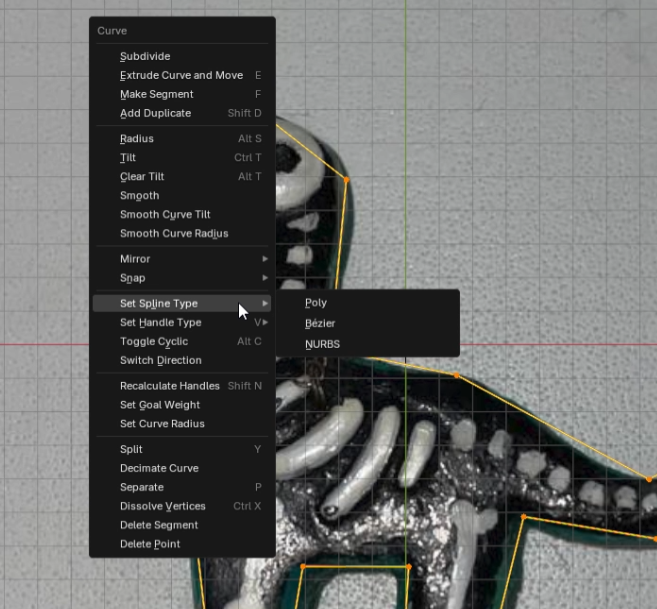 Curve
Subdivide
Extrude Curve and Move E
Make Segment F
Add Duplicate Shift D
Radius Alt S
Tilt Ctrl T
Clear Tilt Alt T
Smooth
Smooth Curve Tilt
Smooth Curve Radius
Mirror
Snap
Set Spline Type
Poly
Set Handle Type V
Bézier
Toggle Cyclic Alt C
NURBS
Switch Direction
Recalculate Handles Shift N
Set Goal Weight
Set Curve Radius
Split Y
Decimate Curve
Separate P
Dissolve Vertices Ctrl X
Delete Segment
Delete Point